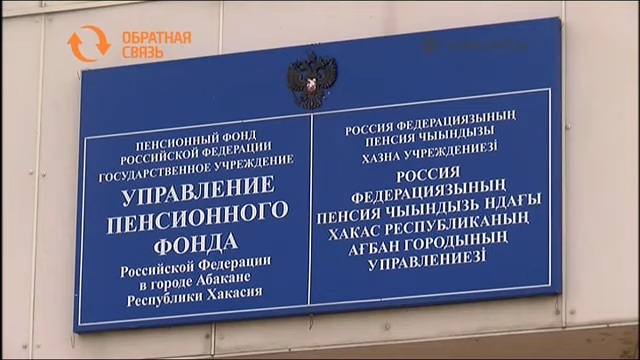 ОБРАТНАЯ
СВЯЗЬ
ПЕНСИОННЫЙ ФОНД
РОССИЙСКОЙ ФЕДЕРАЦИИ
ГОСУДАРСТВЕННОЕ УЧРЕЖДЕНИЕ
УПРАВЛЕНИЕ
ПЕНСИОННОГО
ФОНДА
Российской Федерации
в городе Абакане
Республики Хакасия
РОССИЯ ФЕДЕРАЦИЯЗЫНЫҢ
ПЕНСИЯ ЧЫЫНДЫЗЫ
ХАЗНА УЧРЕЖДЕНИЕЗІ
РОССИЯ
ФЕДЕРАЦИЯЗЫНЫҢ
ПЕНСИЯ ЧЫЫНДЫЗЬ НДАҒЫ
ХАКАС РЕСПУБЛИКАНЫҢ
АҒБАН ГОРОДЫНЫҢ
УПРАВЛЕНИЕЗІ